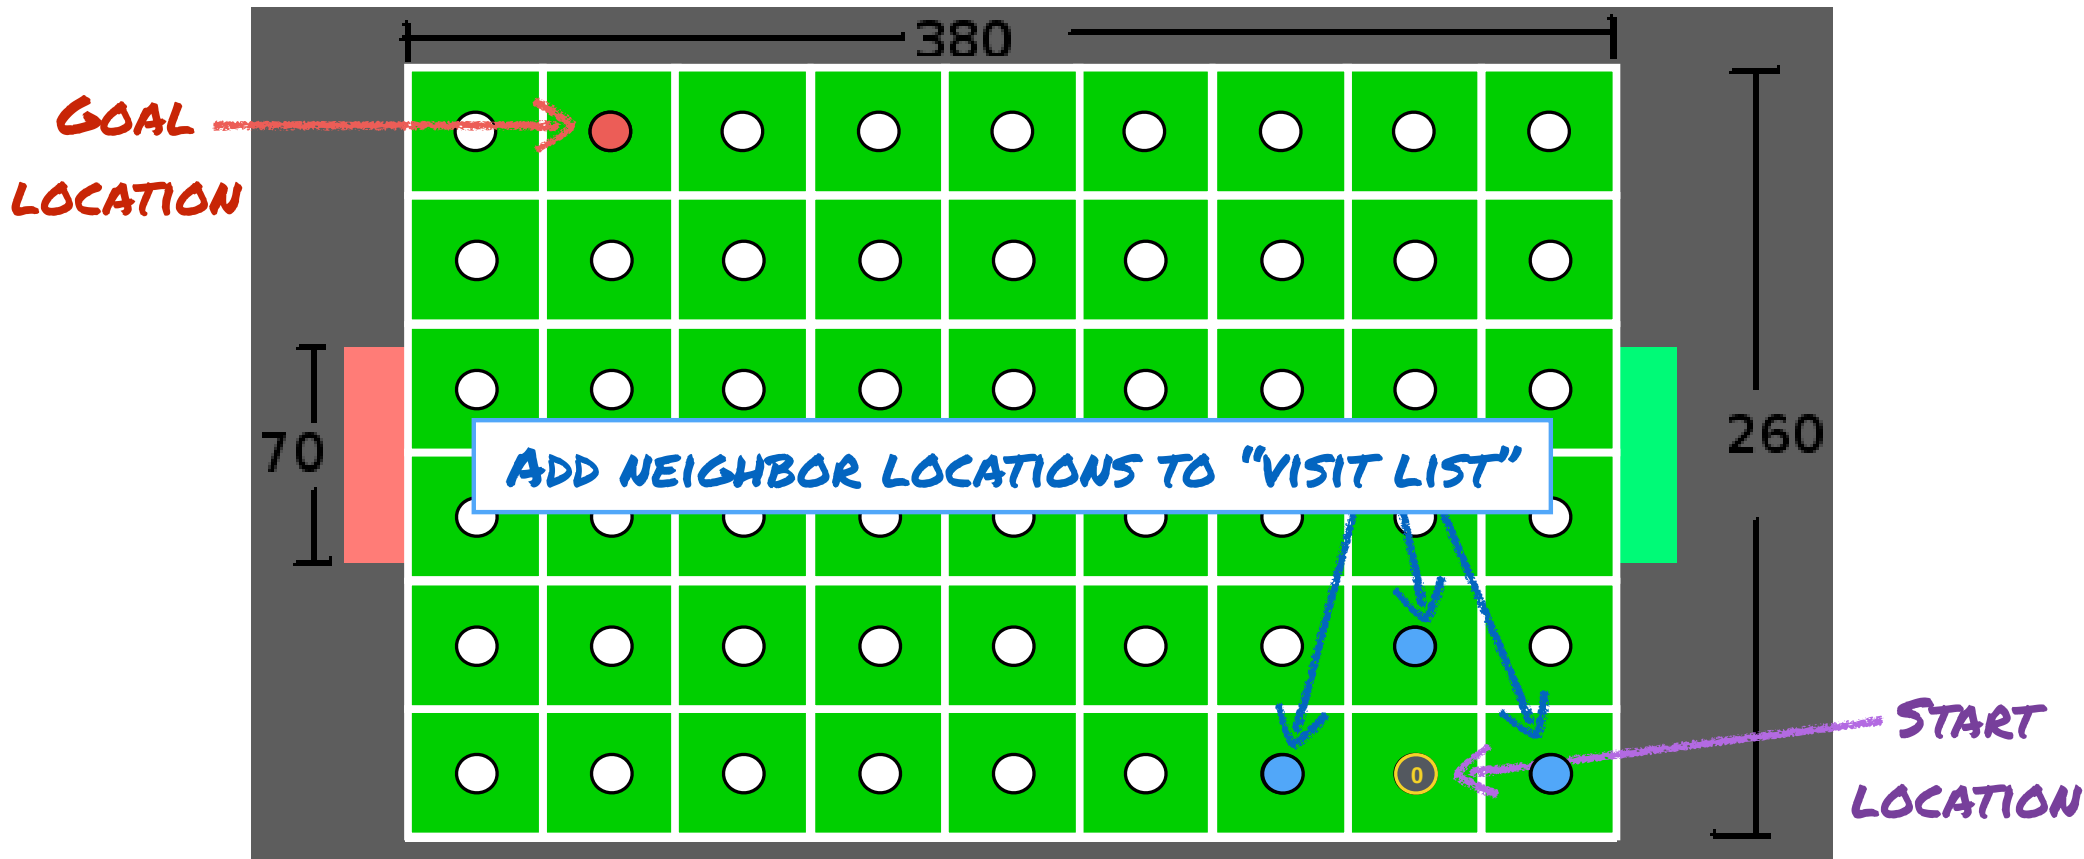 380
GOAL
LOCATION
70
ADD NEIGHBOR LOCATIONS TO “VISIT LIST”
260
START
0
LOCATION